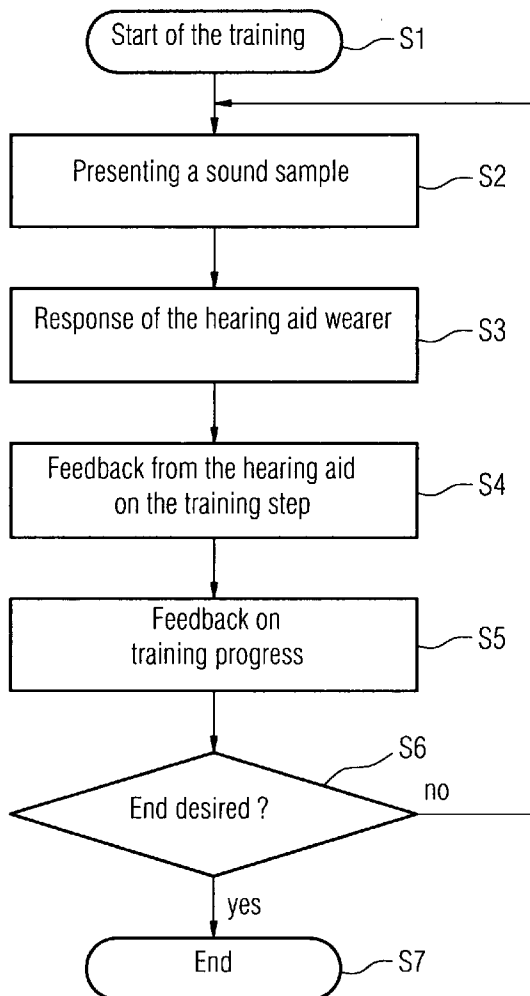 Start of the training
S1
Presenting a sound sample
S2
Response of the hearing aid wearer
S3
Feedback from the hearing aid
on the training step
S4
Feedback on
training progress
S5
S6
End desired ?
no
yes
End
S7